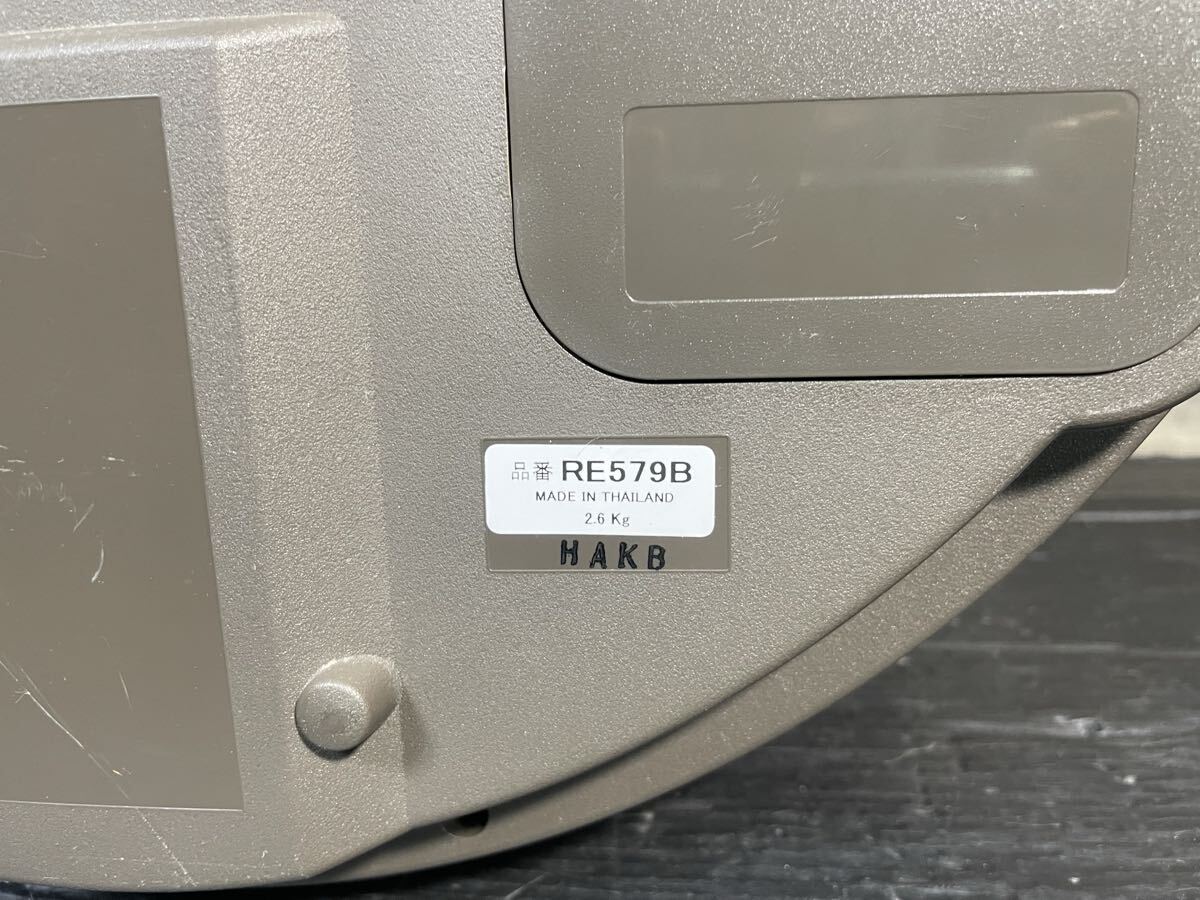 品番 RE579B
MADE IN THAILAND
2.6 Kg
HAKB